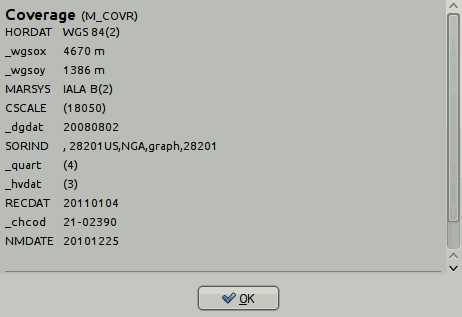 Coverage (M_COVR)
HORDAT WGS 84(2)
_wgsox 4670 m
_wgsoy 1386 m
MARSYS IALA B(2)
CSCALE (18050)
_dgdat 20080802
SORIND , 28201US,NGA,graph,28201
_quart (4)
_hvdat (3)
RECDAT 20110104
_chcod 21-02390
NMDATE 20101225
OK